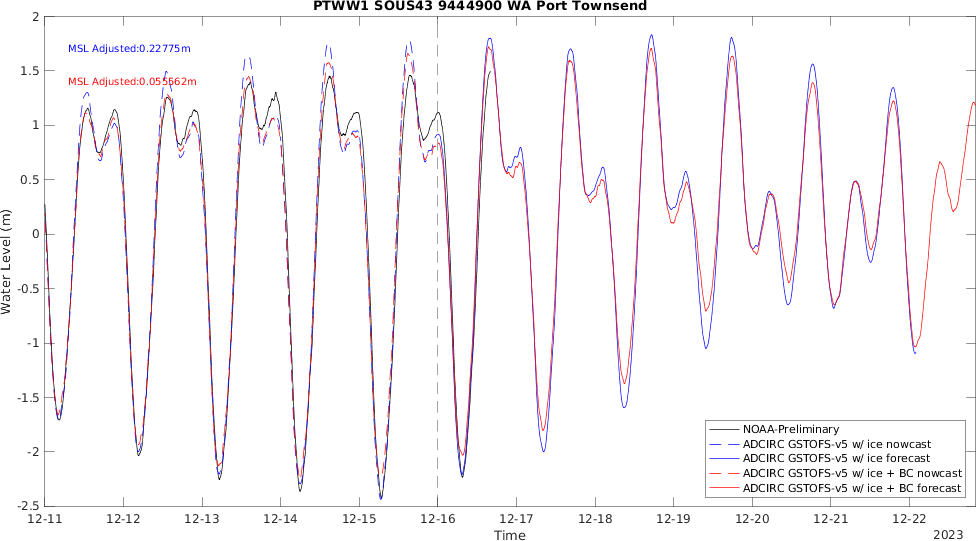 PTWW1 SOUS43 9444900 WA Port Townsend
MSL Adjusted:0.22775m
MSL Adjusted:0.055562m
Water Level (m)
2
1.5
1
0.5
0
-0.5
-1
-1.5
-2
-2.5
NOAA-Preliminary
ADCIRC GSTOFS-v5 w/ ice nowcast
ADCIRC GSTOFS-v5 w/ ice forecast
ADCIRC GSTOFS-v5 w/ ice + BC nowcast
ADCIRC GSTOFS-v5 w/ ice + BC forecast
12-11 12-12 12-13 12-14 12-15 12-16 12-17 12-18 12-19 12-20 12-21 12-22
Time
2023